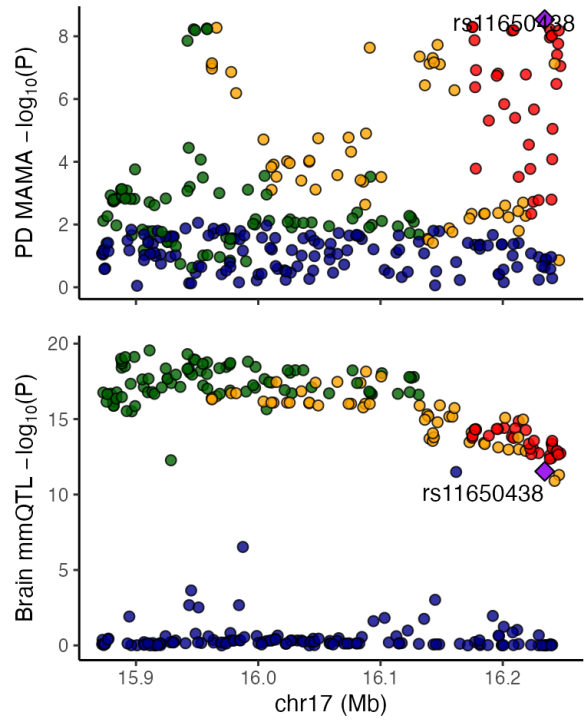 PD MAMA −log10(P)
8
6
4
2
0
rs11650438
Brain mmQTL −log10(P)
20
15
10
5
0
rs11650438
15.9 16.0 16.1 16.2
chr17 (Mb)